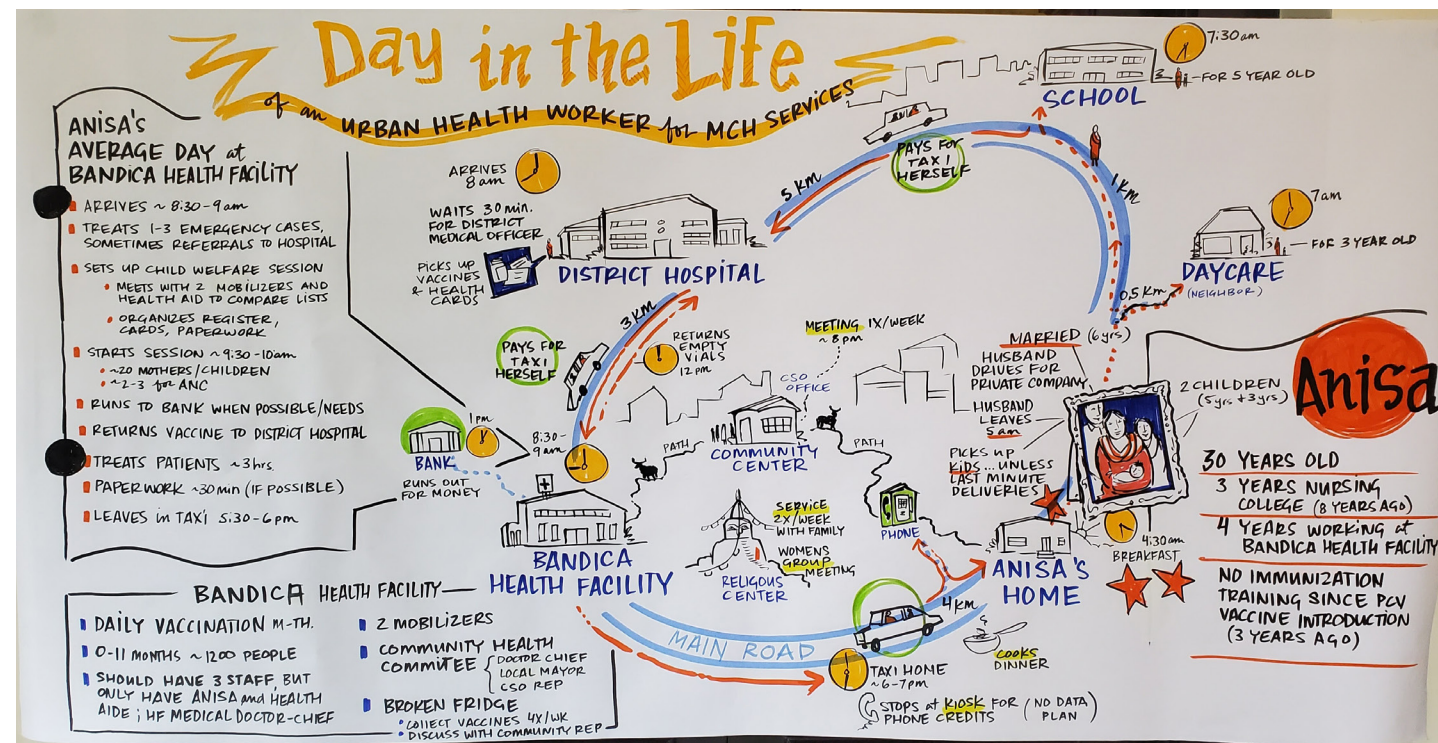 Day in the Life
of an URBAN HEALTH WORKER for MCH SERVICES
ANISA'S
AVERAGE DAY at
BANDICA HEALTH FACILITY
ARRIVES ~ 8:30-9am
TREATS 1-3 EMERGENCY CASES,
SOMETIMES REFERRALS TO HOSPITAL
SETS UP CHILD WELFARE SESSION
MEETS WITH 2 MOBILIZERS AND
HEALTH AID TO COMPARE LISTS
ORGANIZES REGISTER,
CARDS, PAPERWORK
STARTS SESSION ~9:30-10am
~20 MOTHERS/CHILDREN
~2-3 for ANC
RUNS TO BANK WHEN POSSIBLE/NEEDS
RETURNS VACCINE TO DISTRICT HOSPITAL
TREATS PATIENTS ~3hrs
PAPERWORK ~30min (IF POSSIBLE)
LEAVES in TAXI 5:30-6pm
ARRIVES
8am
WAITS 30 min.
FOR DISTRICT
MEDICAL OFFICER
PICKS UP
VACCINES
& HEALTH
CARDS
DISTRICT HOSPITAL
5 KM
PAYS FOR
TAXI
HERSELF
SCHOOL
7:30am
FOR 5 YEAR OLD
1 KM
7am
FOR 3 YEAR OLD
DAYCARE
(NEIGHBOR)
0.5 Km
3 KM
PAYS FOR
TAXI
HERSELF
RETURNS
EMPTY
VIALS
12pm
MEETING 1X/WEEK
~8pm
CSO
OFFICE
COMMUNITY
CENTER
PATH
PATH
1pm
BANK
RUNS OUT
FOR MONEY
8:30-
9am
BANDICA
HEALTH FACILITY
SERVICE
2X/WEEK
WITH FAMILY
WOMENS
GROUP
MEETING
RELIGOUS
CENTER
PHONE
MARRIED (6yrs)
HUSBAND
DRIVES FOR
PRIVATE COMPANY
HUSBAND
LEAVES
5am
PICKS UP
KIDS... UNLESS
LAST MINUTE
DELIVERIES
2 CHILDREN
(5yrs + 3yrs)
Anisa
30 YEARS OLD
3 YEARS NURSING
COLLEGE (8 YEARS AGO)
4 YEARS WORKING at
BANDICA HEALTH FACILITY
NO IMMUNIZATION
TRAINING SINCE PCV
VACCINE INTRODUCTION
(3 YEARS AGO)
4:30am
BREAKFAST
ANISA'S
HOME
4 KM
MAIN ROAD
COOKS
DINNER
TAXI HOME
~6-7pm
STOPS at KIOSK FOR
PHONE CREDITS
(NO DATA
PLAN)
BANDICA HEALTH FACILITY
DAILY VACCINATION M-TH.
0-11 MONTHS ~1200 PEOPLE
SHOULD HAVE 3 STAFF, BUT
ONLY HAVE ANISA and HEALTH
AIDE; HF MEDICAL DOCTOR-CHIEF
2 MOBILIZERS
COMMUNITY HEALTH
COMMITTEE
DOCTOR CHIEF
LOCAL MAYOR
CSO REP
BROKEN FRIDGE
COLLECT VACCINES 4X/WK
DISCUSS WITH COMMUNITY REP